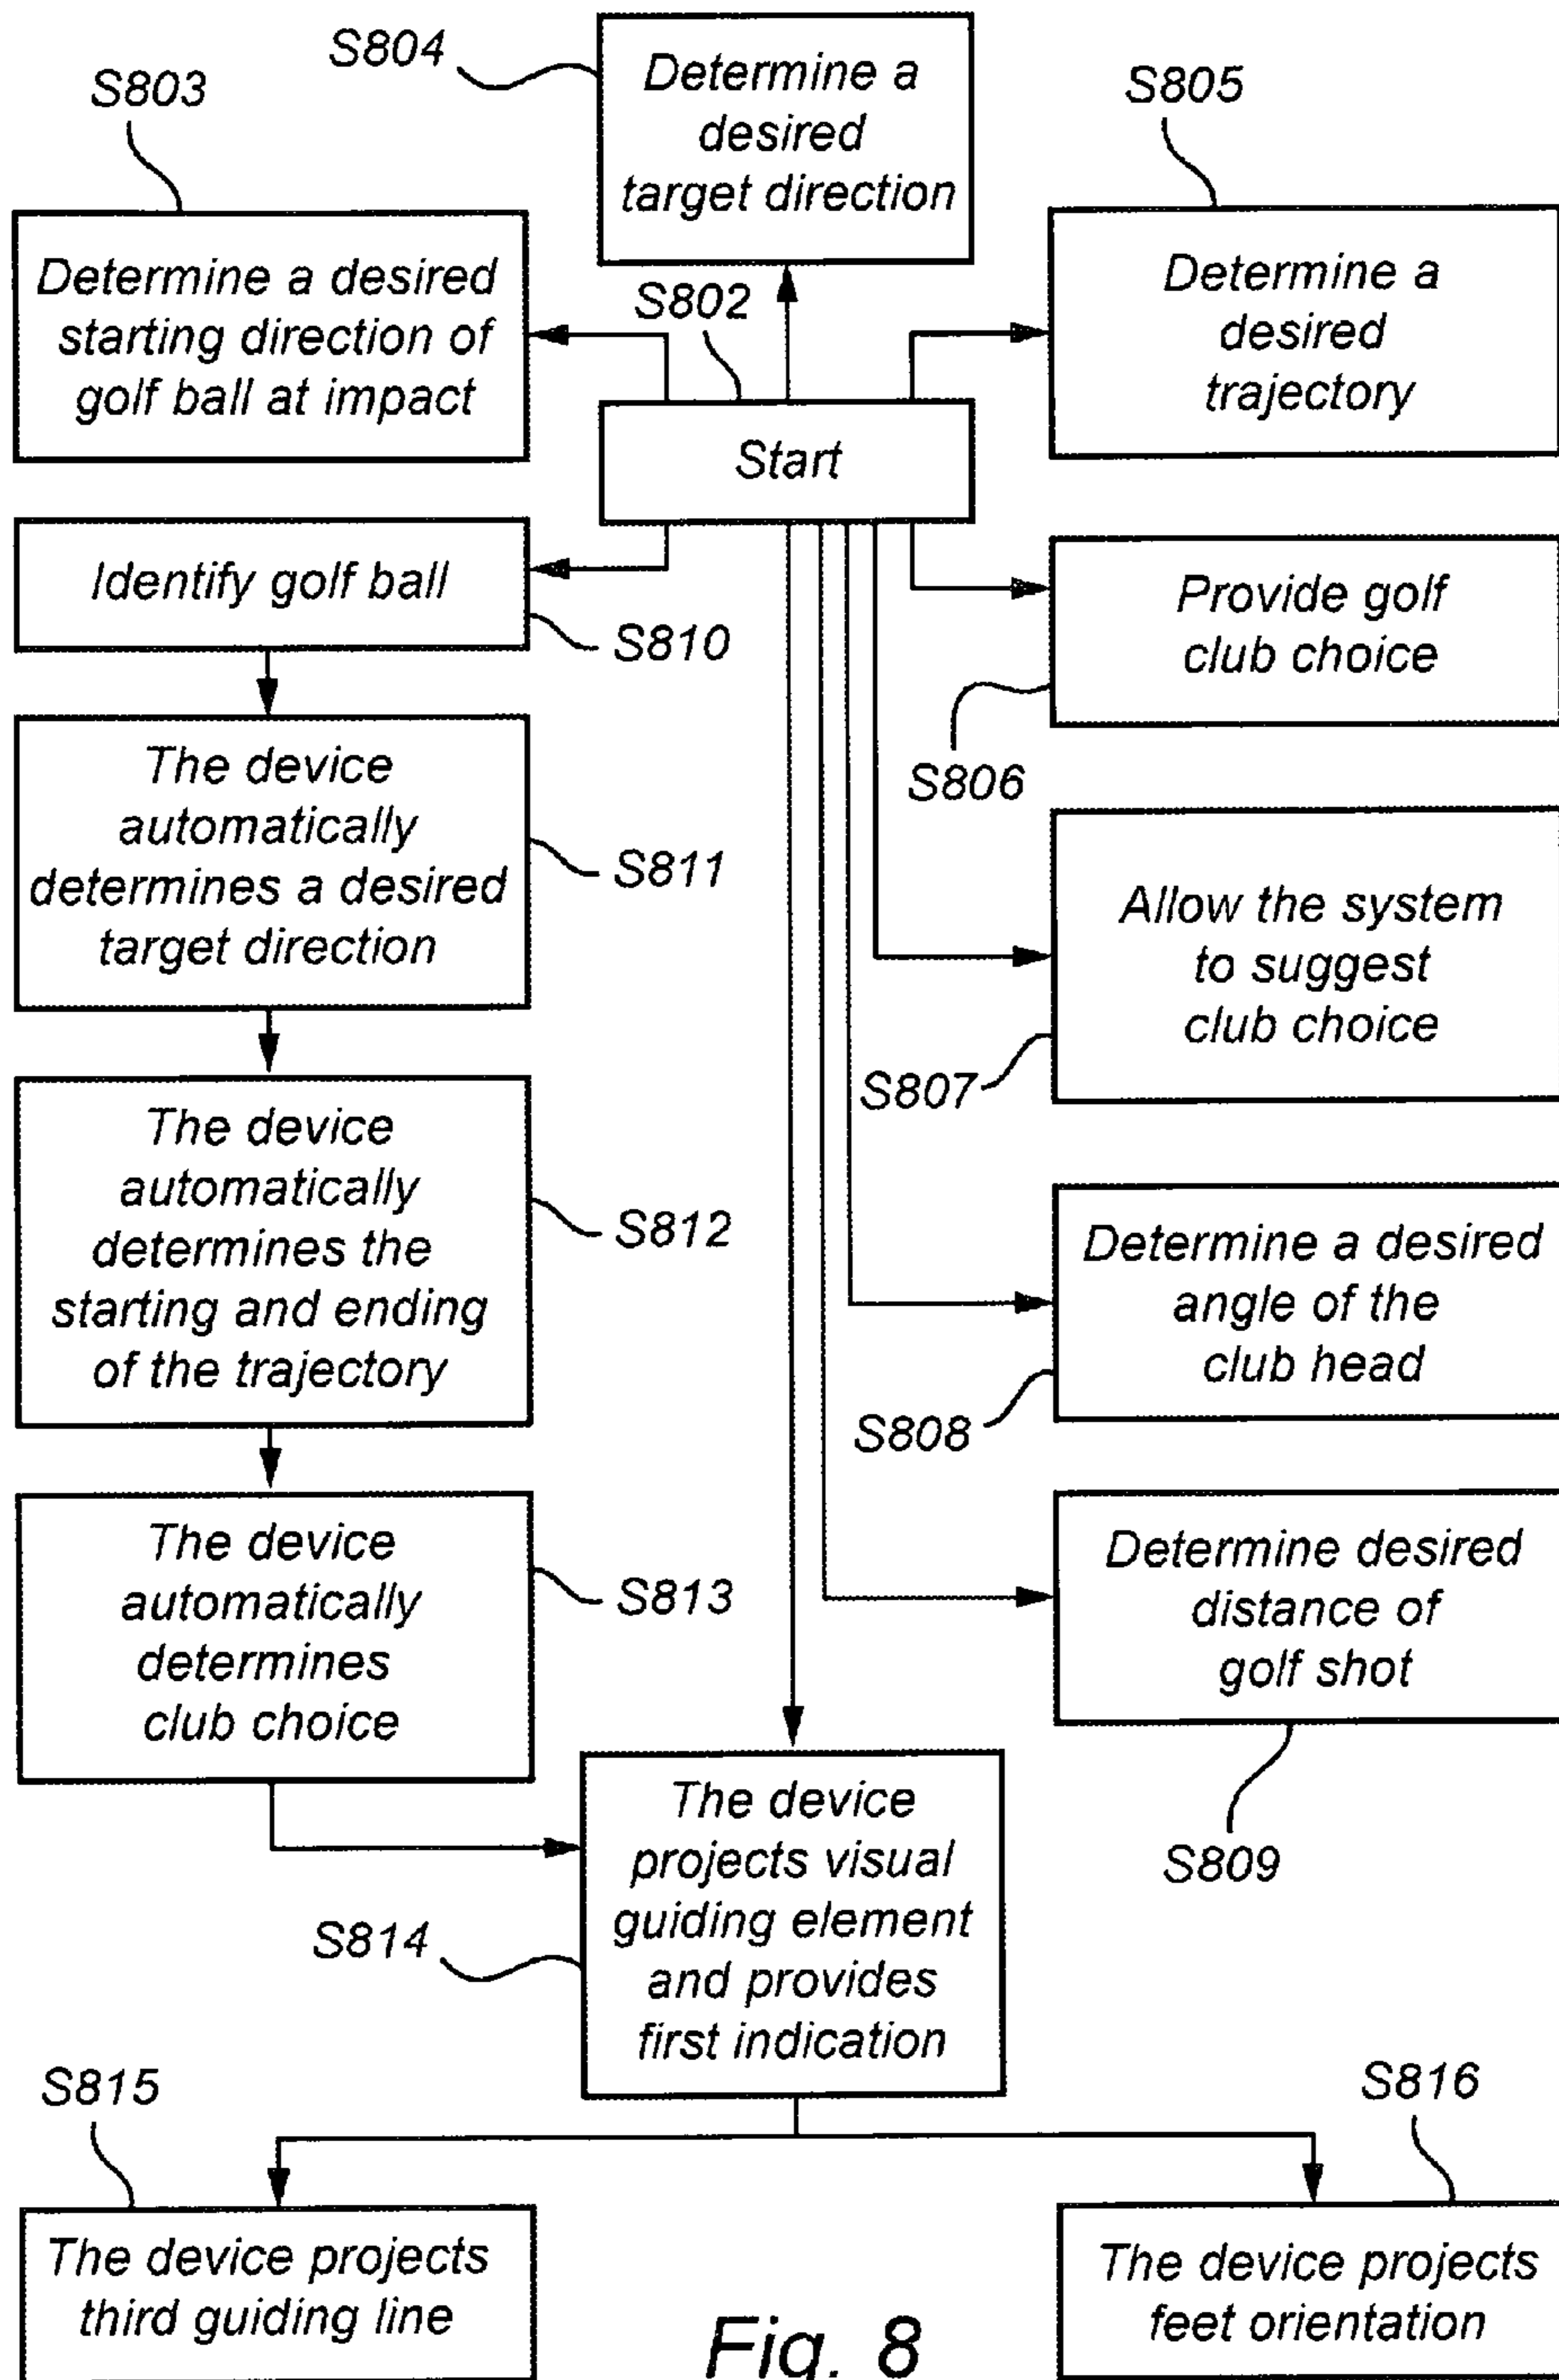 S804
Determine a
desired
target direction
S803
S805
Determine a desired
starting direction of
golf ball at impact
S802
Determine a
desired
trajectory
Start
Identify golf ball
S810
Provide golf
club choice
S806
The device
automatically
determines a desired
target direction
S811
Allow the system
to suggest
club choice
S807
The device
automatically
determines the
starting and ending
of the trajectory
S812
Determine a desired
angle of the
club head
S808
The device
automatically
determines
club choice
S813
Determine desired
distance of
golf shot
S809
The device
projects visual
guiding element
and provides
first indication
S814
S815
S816
The device projects
third guiding line
The device projects
feet orientation
Fig. 8